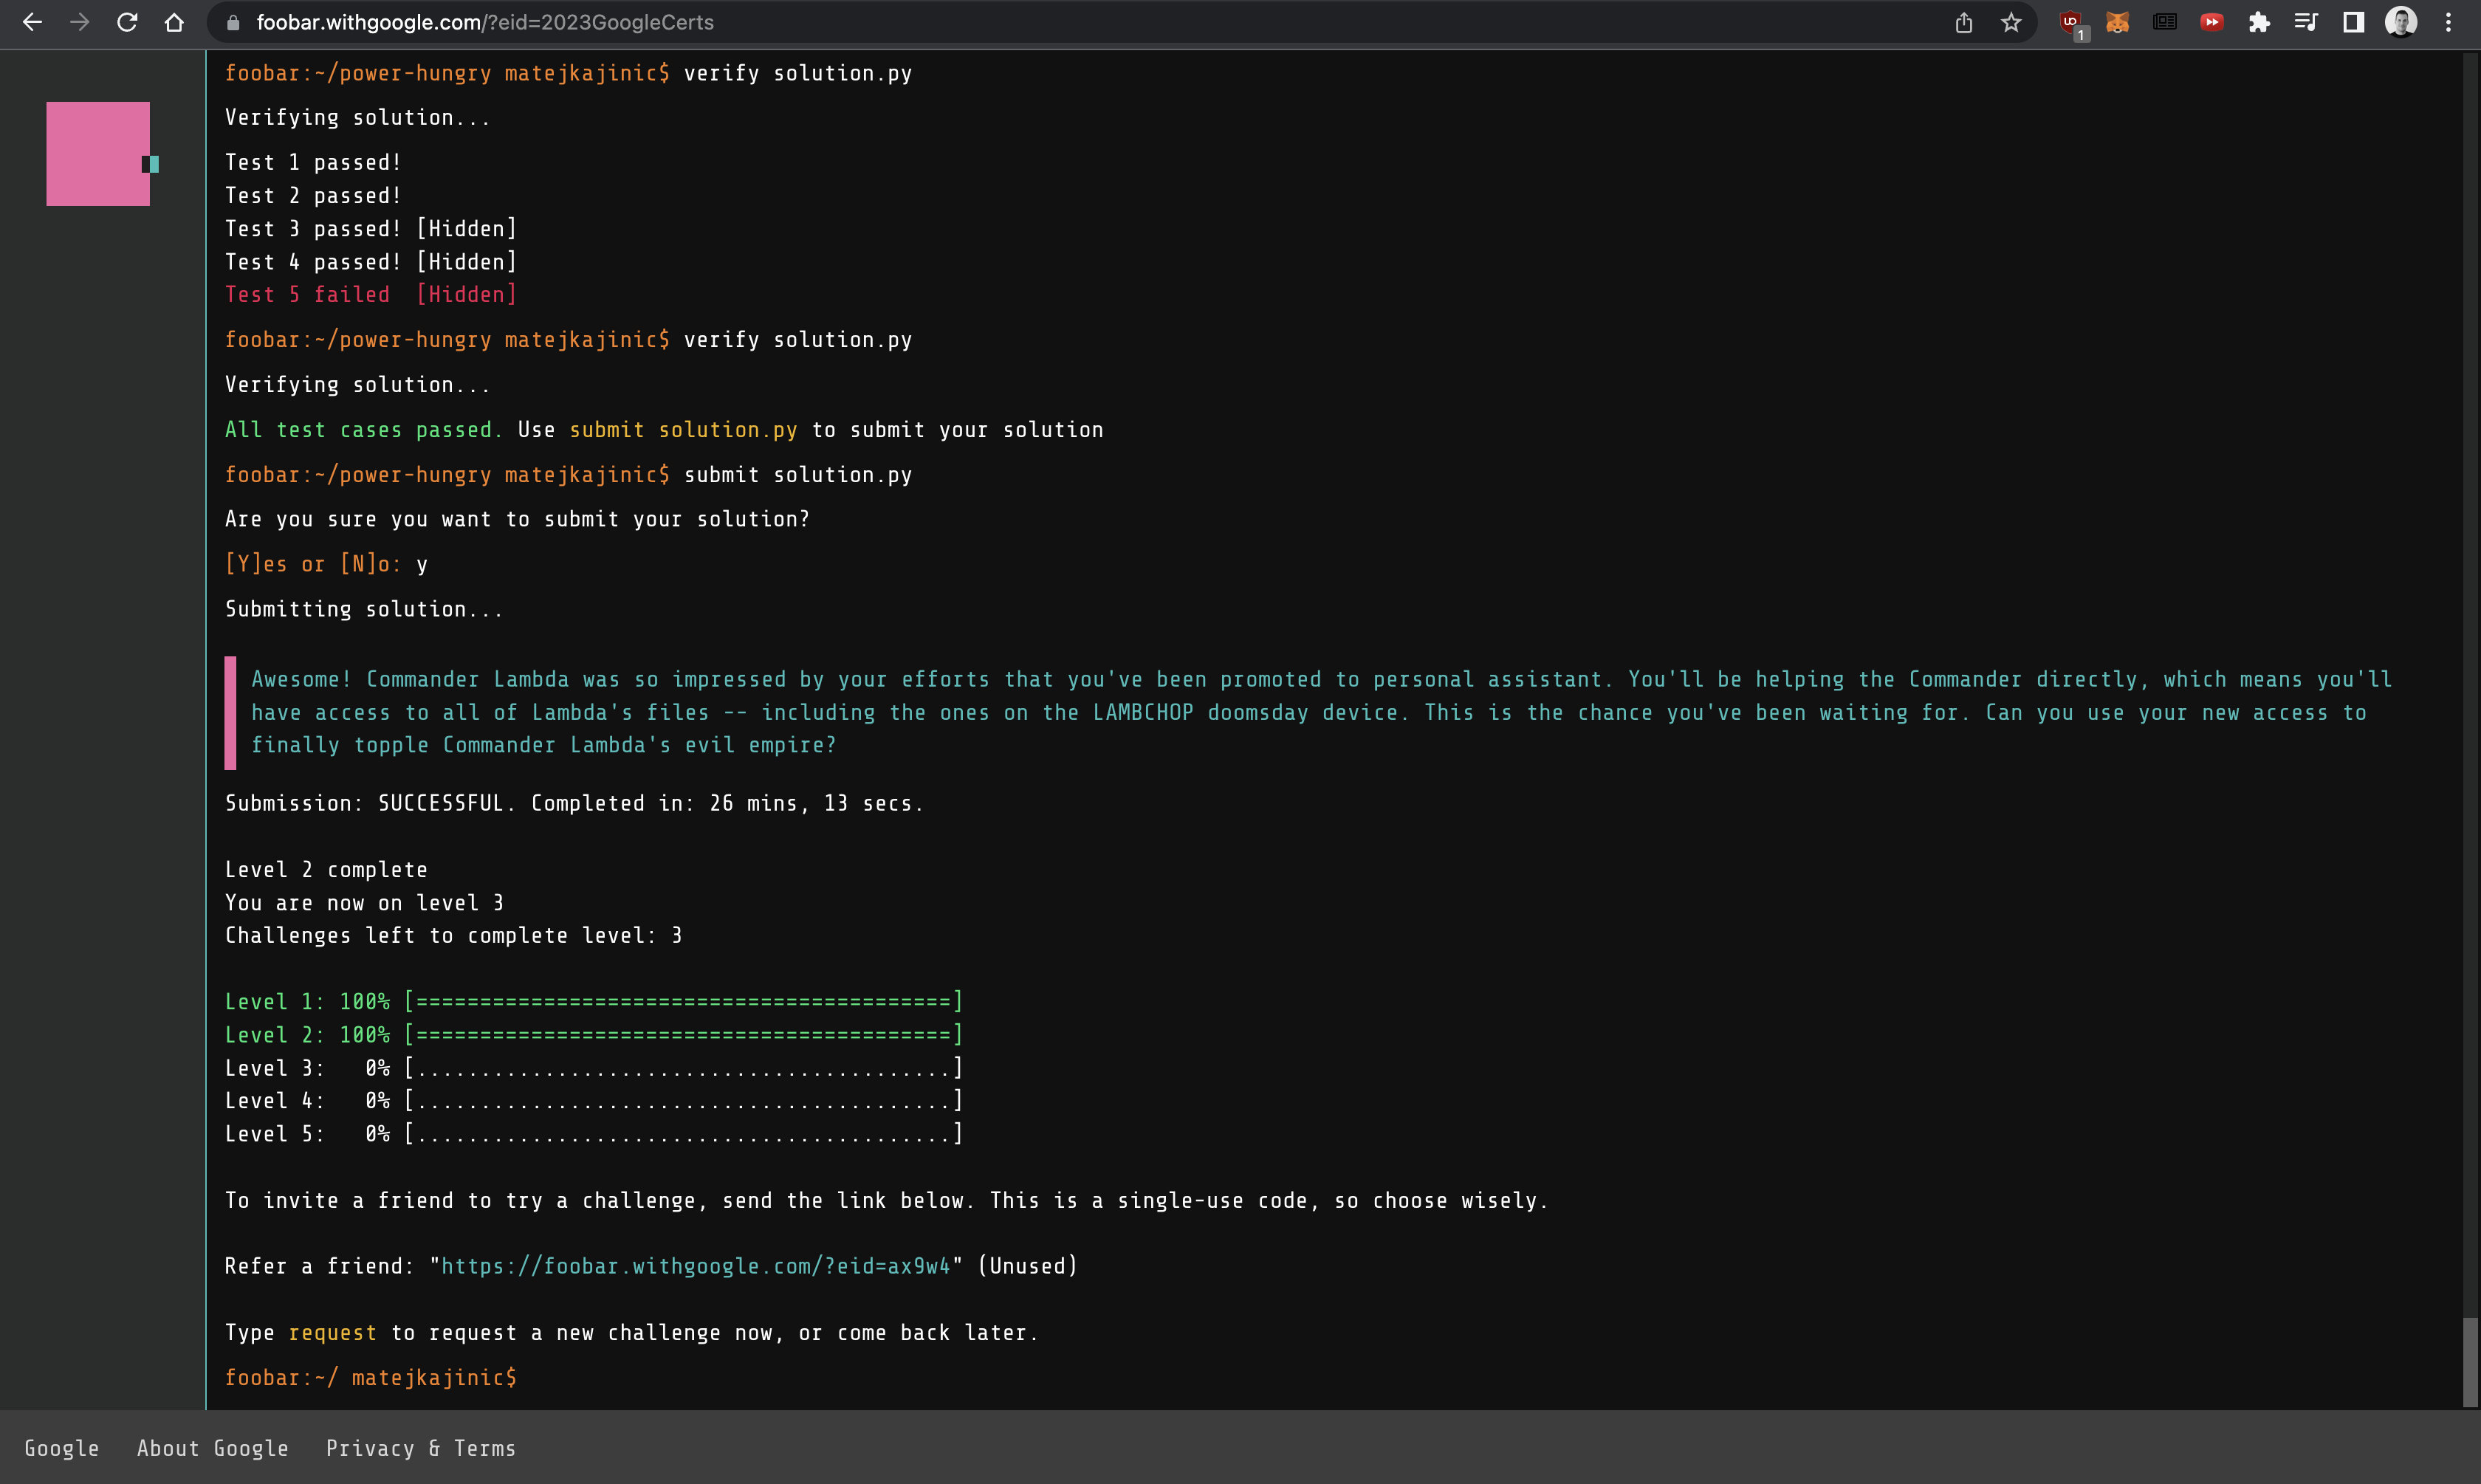 foobar.withgoogle.com/?eid=2023GoogleCerts
1
foobar:~/power-hungry matejkajinic$ verify solution.py
Verifying solution...
Test 1 passed!
Test 2 passed!
Test 3 passed! [Hidden]
Test 4 passed! [Hidden]
Test 5 failed  [Hidden]
foobar:~/power-hungry matejkajinic$ verify solution.py
Verifying solution...
All test cases passed. Use submit solution.py to submit your solution
foobar:~/power-hungry matejkajinic$ submit solution.py
Are you sure you want to submit your solution?
[Y]es or [N]o: y
Submitting solution...
Awesome! Commander Lambda was so impressed by your efforts that you've been promoted to personal assistant. You'll be helping the Commander directly, which means you'll
have access to all of Lambda's files -- including the ones on the LAMBCHOP doomsday device. This is the chance you've been waiting for. Can you use your new access to
finally topple Commander Lambda's evil empire?
Submission: SUCCESSFUL. Completed in: 26 mins, 13 secs.
Level 2 complete
You are now on level 3
Challenges left to complete level: 3
Level 1: 100% [==========================================]
Level 2: 100% [==========================================]
Level 3:   0% [..........................................]
Level 4:   0% [..........................................]
Level 5:   0% [..........................................]
To invite a friend to try a challenge, send the link below. This is a single-use code, so choose wisely.
Refer a friend: "https://foobar.withgoogle.com/?eid=ax9w4" (Unused)
Type request to request a new challenge now, or come back later.
foobar:~/ matejkajinic$
Google About Google Privacy & Terms